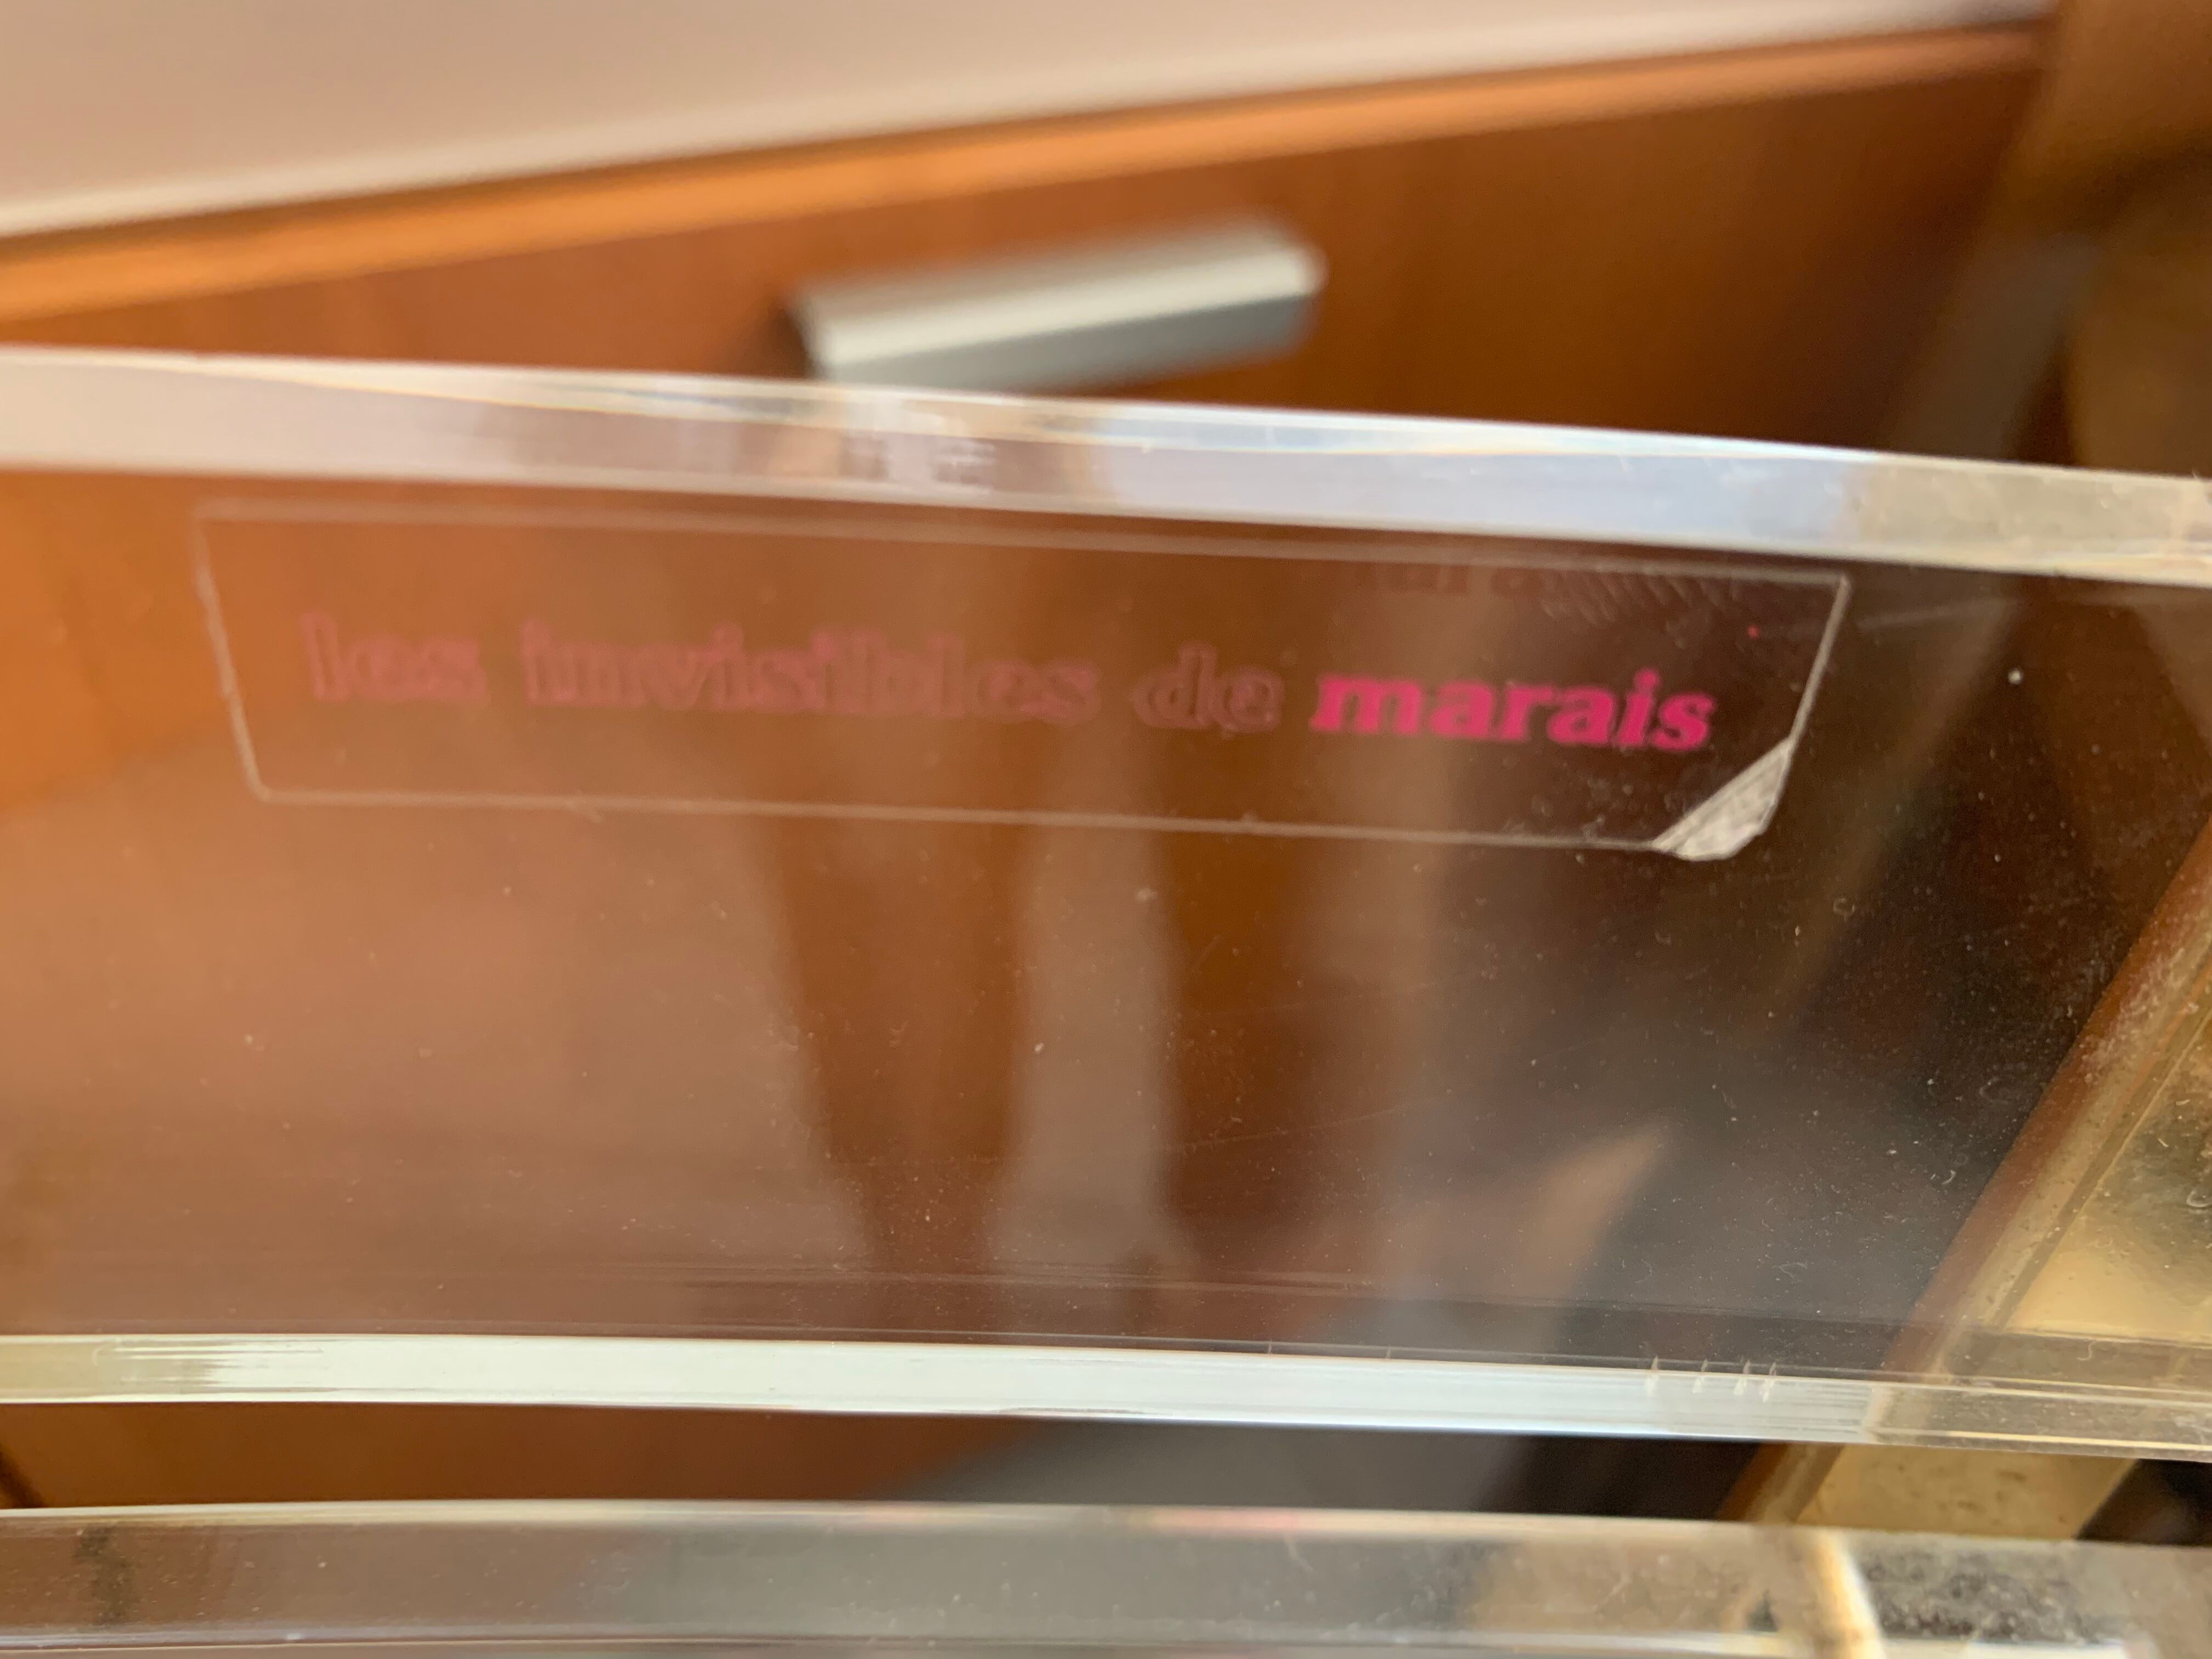 les invisibles de marais